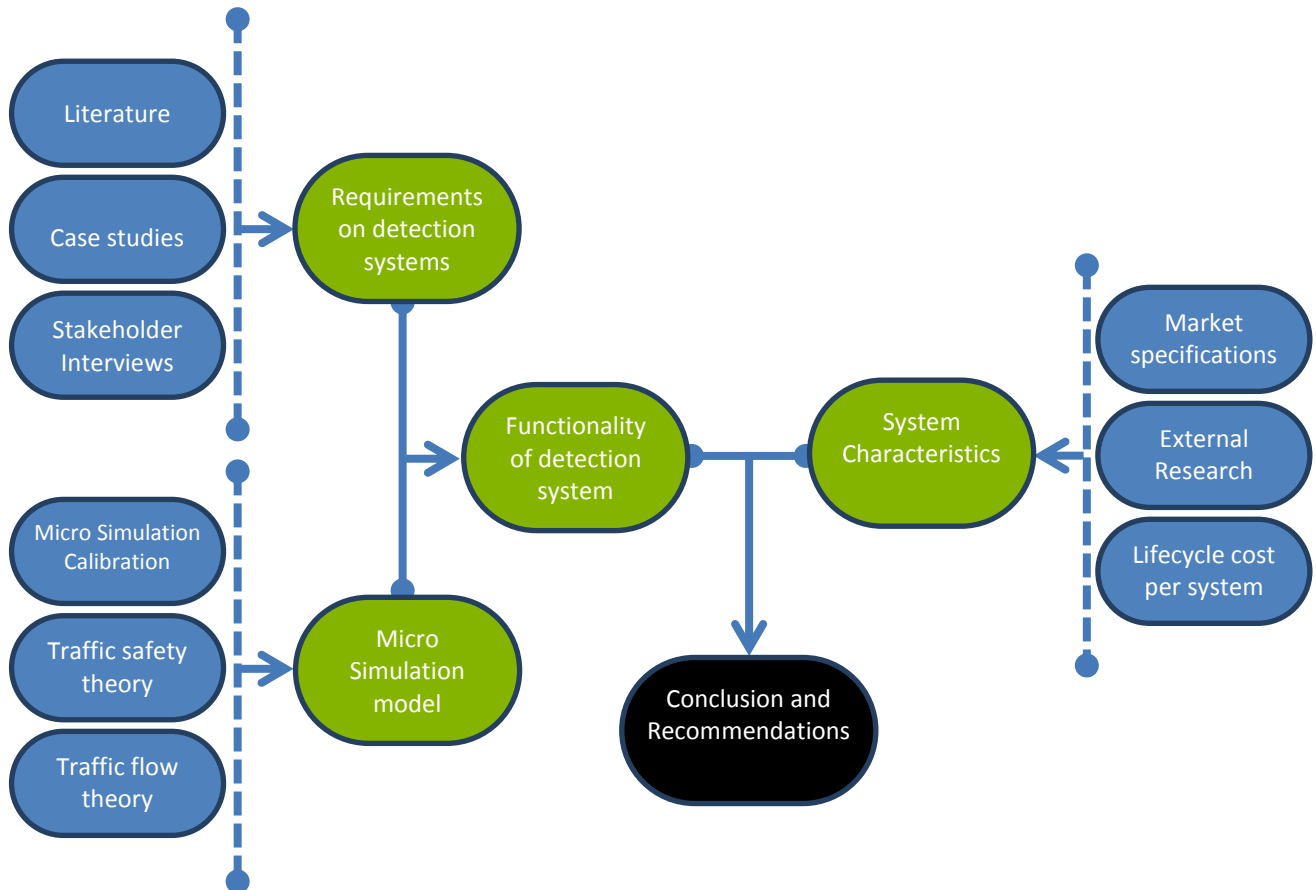 Literature
Case studies
Stakeholder
Interviews
Requirements
on detection
systems
Micro Simulation
Calibration
Traffic safety
theory
Traffic flow
theory
Micro
Simulation
model
Functionality
of detection
system
System
Characteristics
Market
specifications
External
Research
Lifecycle cost
per system
Conclusion and
Recommendations